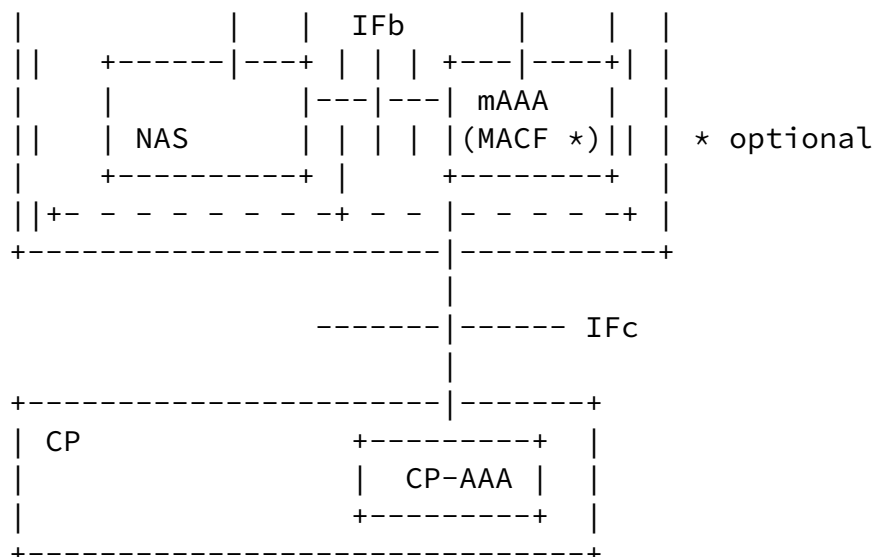 IFb
mAAA
NAS (MACF *) * optional
IFc
CP
CP-AAA